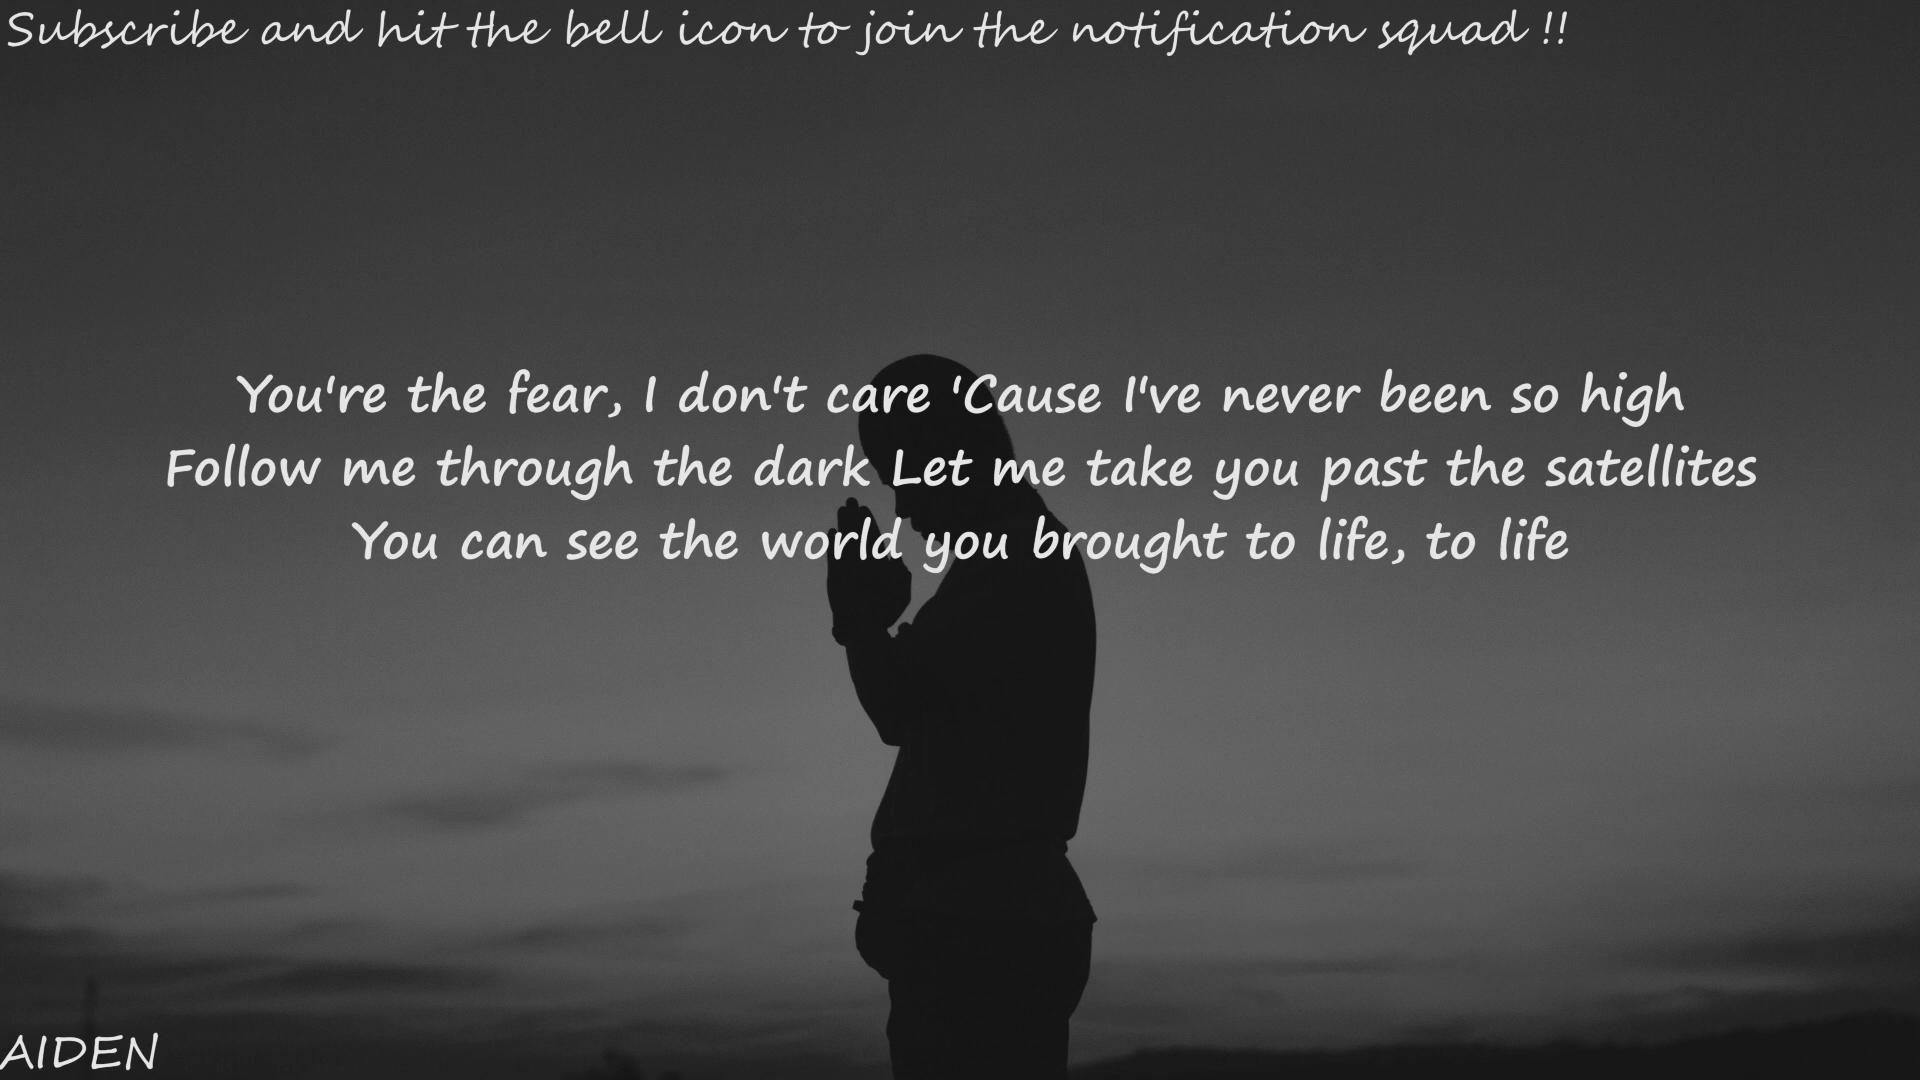 Subscribe and hit the bell icon to join the notification squad !!
You're the fear, I don't care 'Cause I've never been so high
Follow me through the dark Let me take you past the satellites
You can see the world you brought to life, to life
AIDEN